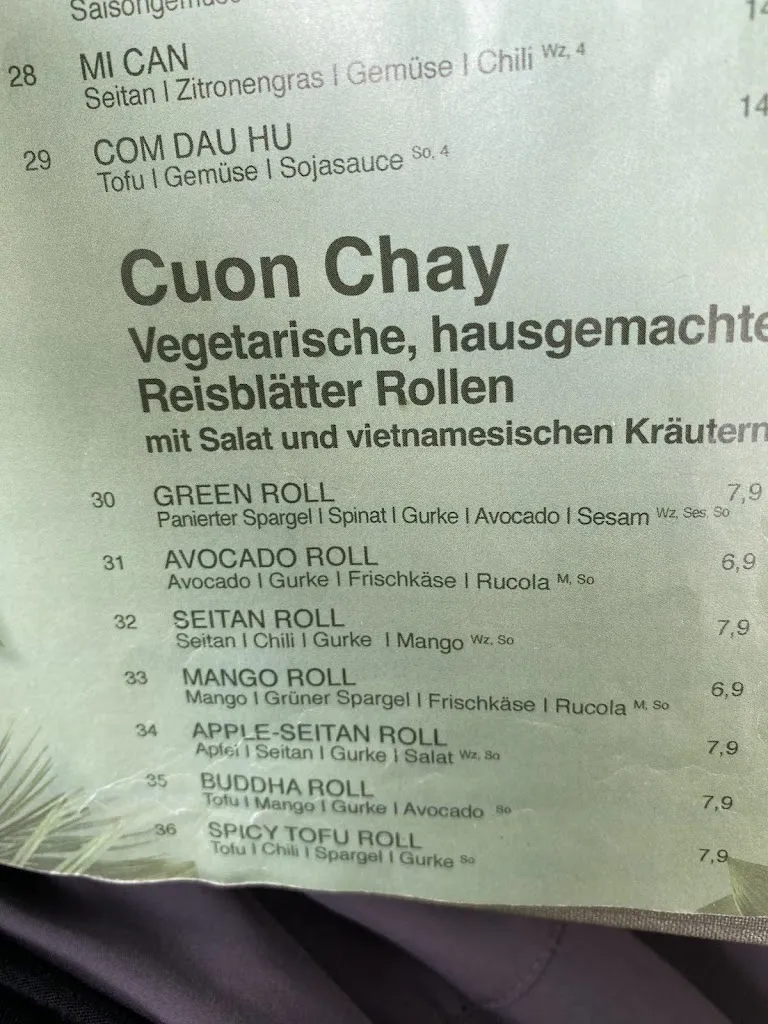 Saisongemüse
14
28 MI CAN
Seitan I Zitronengras I Gemüse I Chili Wz, 4
14
29 COM DAU HU
Tofu I Gemüse I Sojasauce So, 4
Cuon Chay
Vegetarische, hausgemachte
Reisblätter Rollen
mit Salat und vietnamesischen Kräutern
30 GREEN ROLL 7,9
Panierter Spargel I Spinat I Gurke I Avocado I Sesam Wz, Ses, So
31 AVOCADO ROLL 6,9
Avocado I Gurke I Frischkäse I Rucola M, So
32 SEITAN ROLL 7,9
Seitan I Chili I Gurke I Mango Wz, So
33 MANGO ROLL 6,9
Mango I Grüner Spargel I Frischkäse I Rucola M, So
34 APPLE-SEITAN ROLL 7,9
Apfel I Seitan I Gurke I Salat Wz, So
35 BUDDHA ROLL 7,9
Tofu I Mango I Gurke I Avocado So
36 SPICY TOFU ROLL 7,9
Tofu I Chili I Spargel I Gurke So